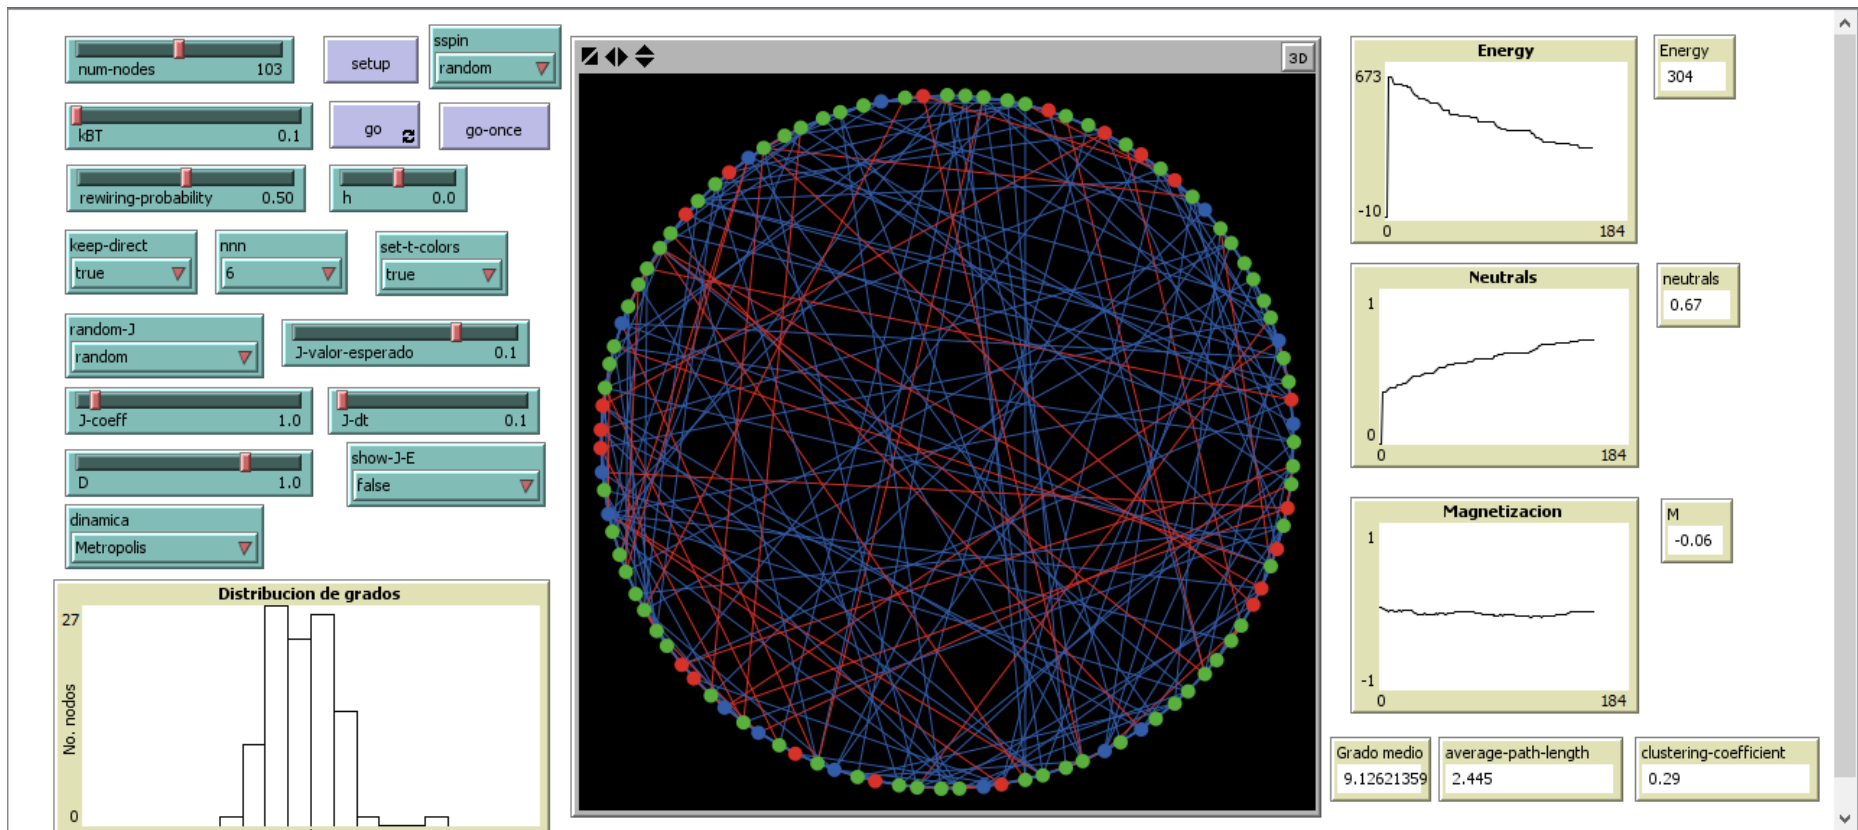 num-nodes 103
setup
sspin
random
kBT 0.1
go
go-once
rewiring-probability 0.50
h 0.0
keep-direct
true
nnn
6
set-t-colors
true
random-J
random
J-valor-esperado 0.1
J-coeff 1.0
J-dt 0.1
D 1.0
show-J-E
false
dinamica
Metropolis
Distribucion de grados
27
No. nodos
0
3D
Energy
673
-10
0 184
Energy
304
Neutrals
1
0
0 184
neutrals
0.67
Magnetizacion
1
-1
0 184
M
-0.06
Grado medio
9.12621359
average-path-length
2.445
clustering-coefficient
0.29